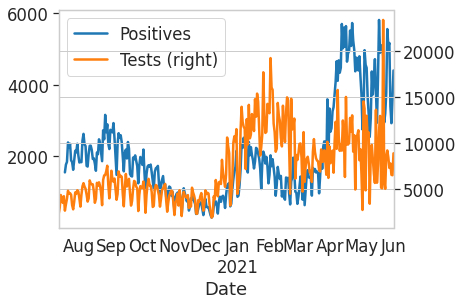 Positives
Tests (right)
6000
4000
2000
20000
15000
10000
5000
Aug Sep Oct Nov Dec Jan Feb Mar Apr May Jun
2021
Date